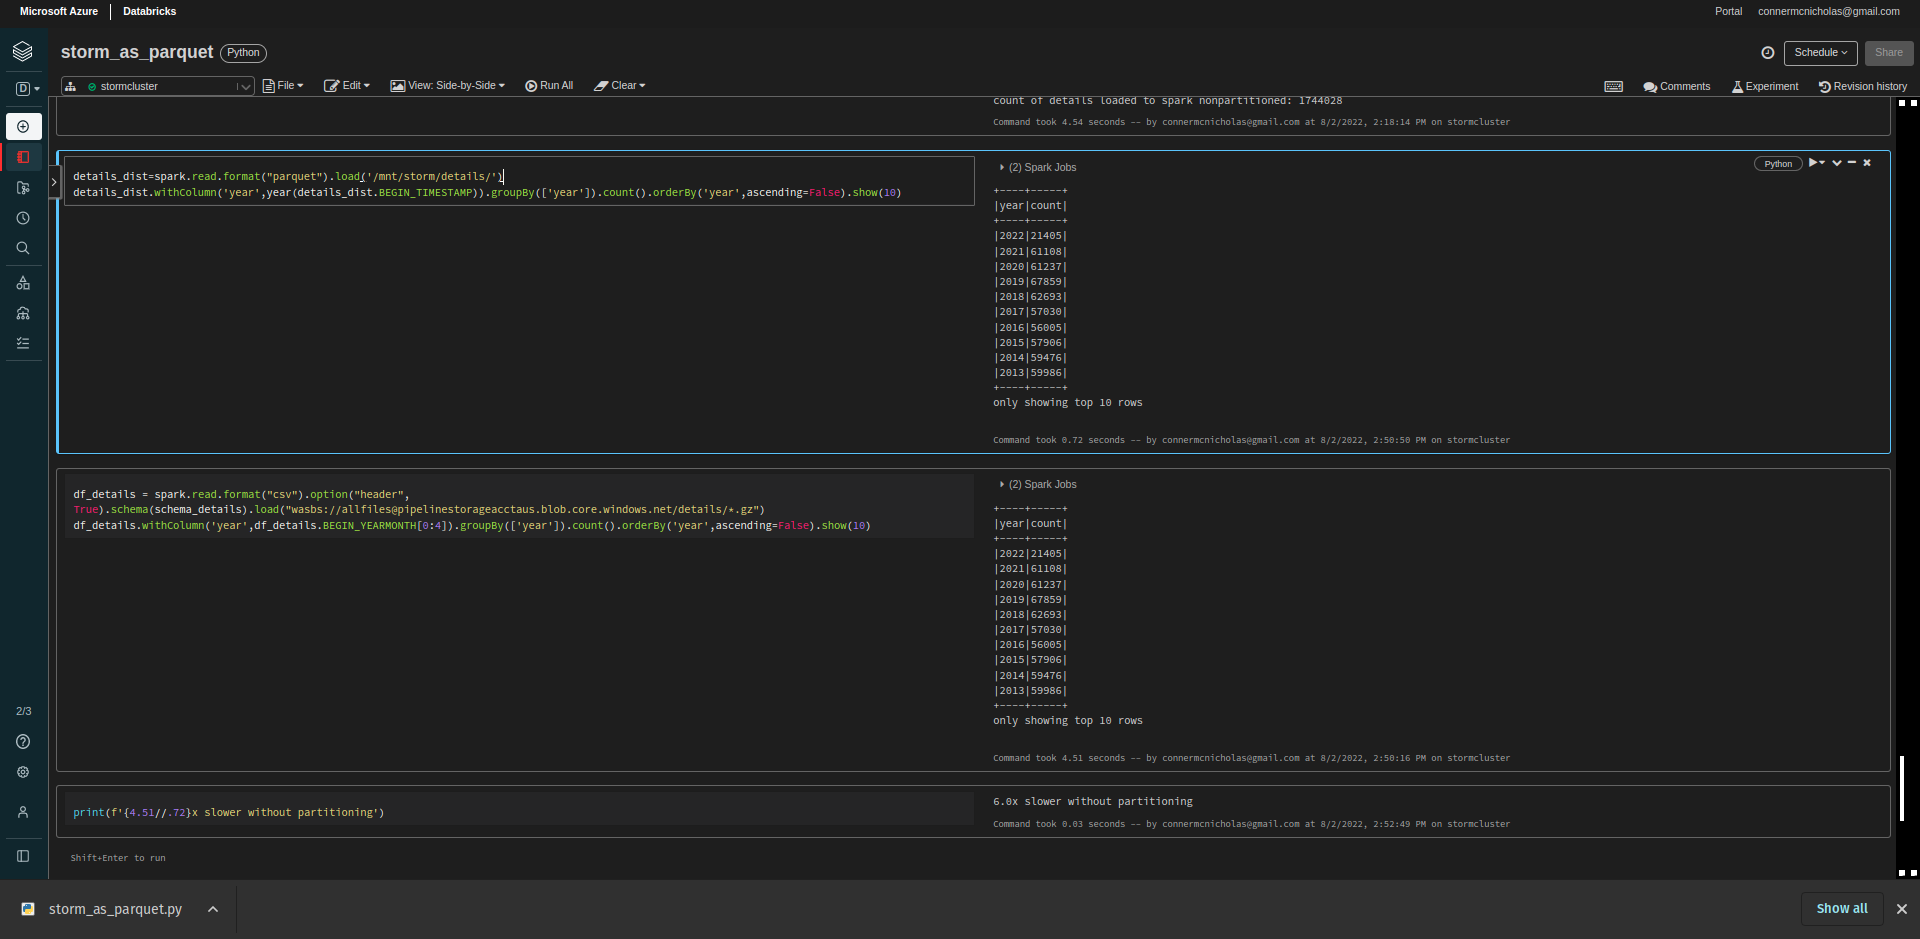 Microsoft Azure | Databricks
Portal connermcnicholas@gmail.com
storm_as_parquet Python
Schedule Share
D stormcluster File Edit View: Side-by-Side Run All Clear
Comments Experiment Revision history
count of details loaded to spark nonpartitioned: 1744028
Command took 4.54 seconds -- by connermcnicholas@gmail.com at 8/2/2022, 2:18:14 PM on stormcluster
details_dist=spark.read.format("parquet").load('/mnt/storm/details/')
details_dist.withColumn('year',year(details_dist.BEGIN_TIMESTAMP)).groupBy(['year']).count().orderBy('year',ascending=False).show(10)
(2) Spark Jobs
Python
+----+-----+
|year|count|
+----+-----+
|2022|21405|
|2021|61108|
|2020|61237|
|2019|67859|
|2018|62693|
|2017|57030|
|2016|56005|
|2015|57906|
|2014|59476|
|2013|59986|
+----+-----+
only showing top 10 rows
Command took 0.72 seconds -- by connermcnicholas@gmail.com at 8/2/2022, 2:50:50 PM on stormcluster
df_details = spark.read.format("csv").option("header",
True).schema(schema_details).load("wasbs://allfiles@pipelinestorageacctaus.blob.core.windows.net/details/*.gz")
df_details.withColumn('year',df_details.BEGIN_YEARMONTH[0:4]).groupBy(['year']).count().orderBy('year',ascending=False).show(10)
(2) Spark Jobs
+----+-----+
|year|count|
+----+-----+
|2022|21405|
|2021|61108|
|2020|61237|
|2019|67859|
|2018|62693|
|2017|57030|
|2016|56005|
|2015|57906|
|2014|59476|
|2013|59986|
+----+-----+
only showing top 10 rows
Command took 4.51 seconds -- by connermcnicholas@gmail.com at 8/2/2022, 2:50:16 PM on stormcluster
2/3
print(f'{4.51//.72}x slower without partitioning')
6.0x slower without partitioning
Command took 0.03 seconds -- by connermcnicholas@gmail.com at 8/2/2022, 2:52:49 PM on stormcluster
Shift+Enter to run
storm_as_parquet.py
Show all